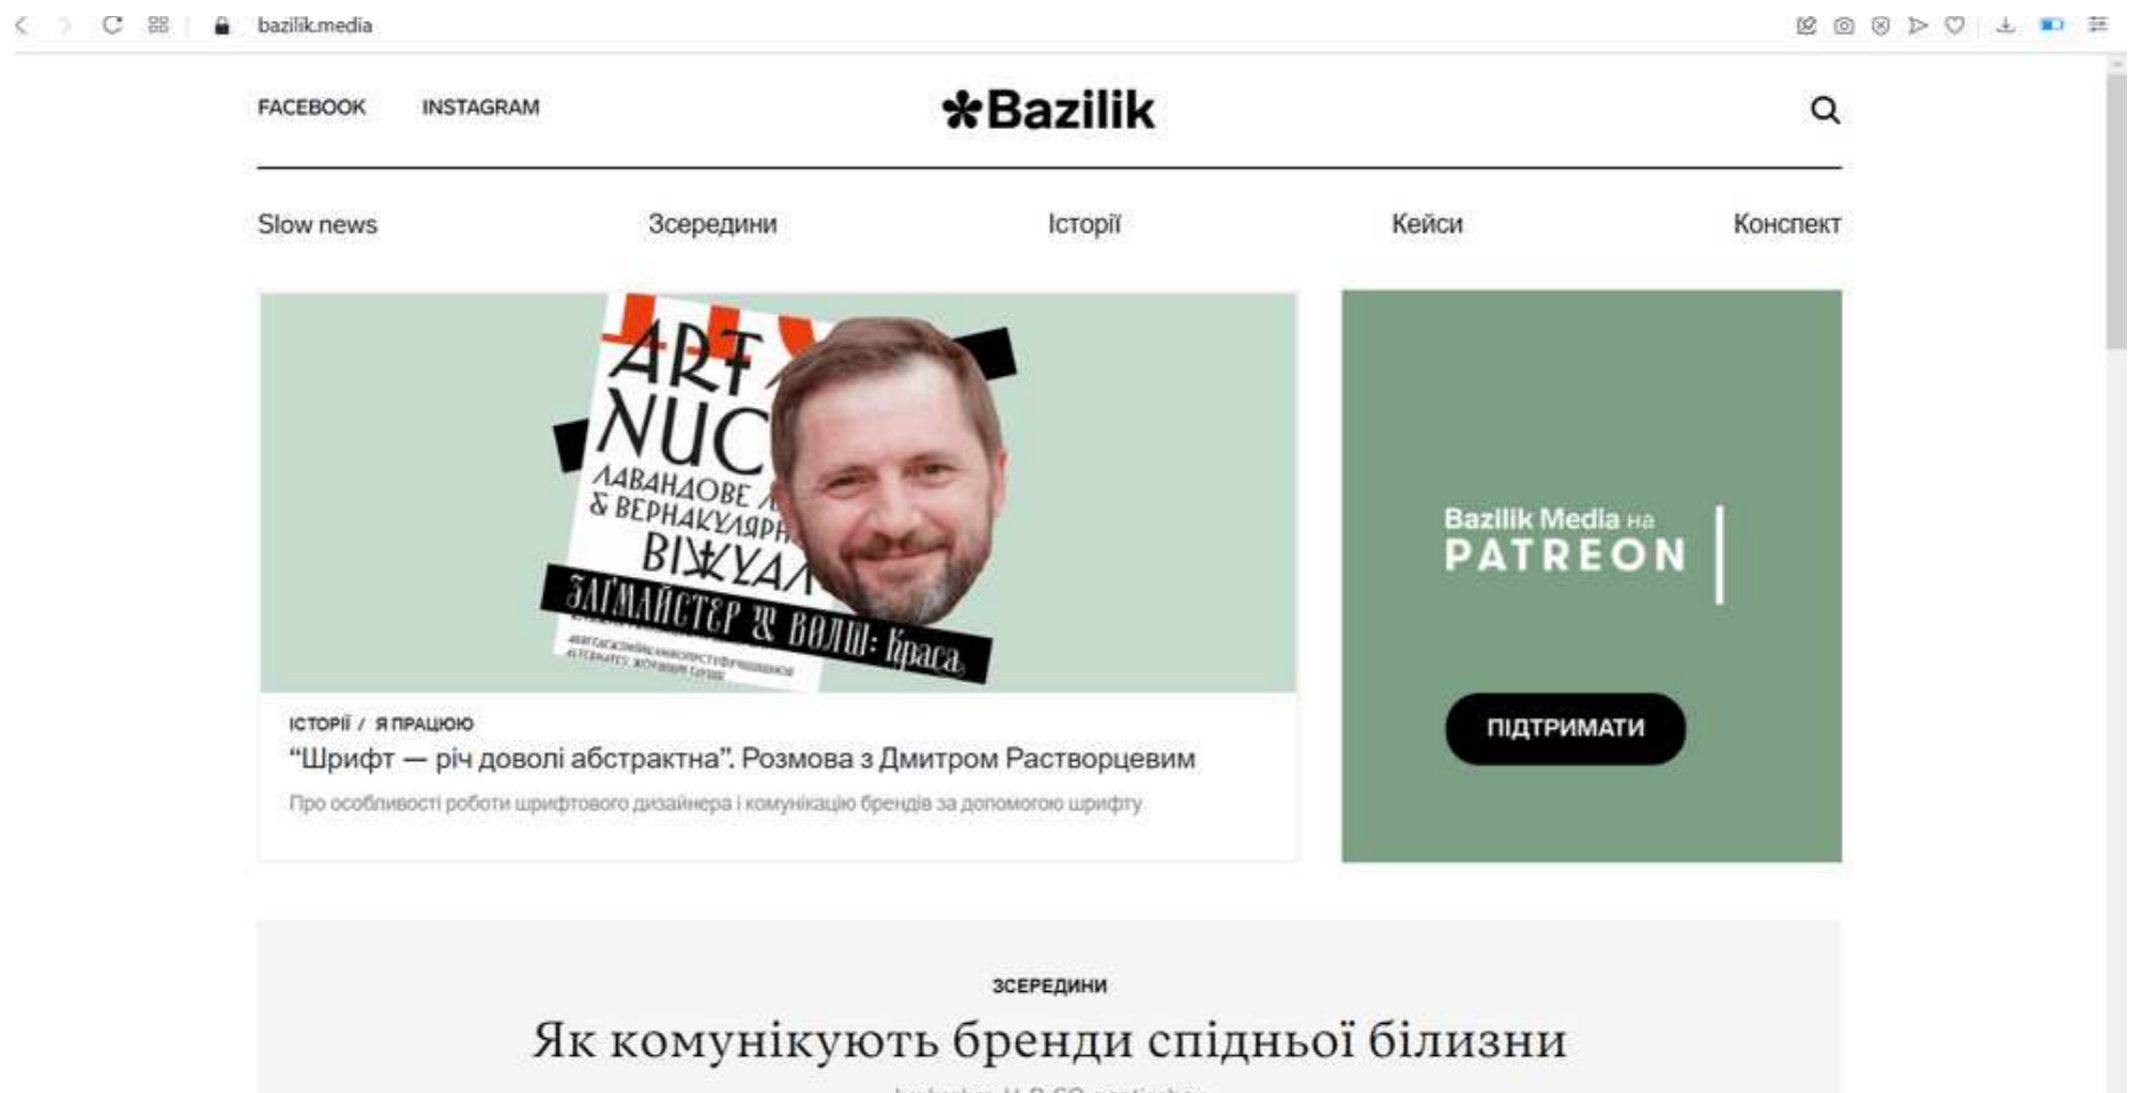 bazilik.media
FACEBOOK INSTAGRAM
*Bazilik
Slow news Зсередини Історії Кейси Конспект
ART
NUC
ЛАВАНДОВЕ
& ВЕРНАКУЛЯРН
ВІЖУАЛ
ЗАҐМАЙСТЕР & ВОЛШ: Краса
Bazilik Media на
PATREON
ПІДТРИМАТИ
ІСТОРІЇ / Я ПРАЦЮЮ
“Шрифт — річ доволі абстрактна”. Розмова з Дмитром Растворцевим
Про особливості роботи шрифтового дизайнера і комунікацію брендів за допомогою шрифту
ЗСЕРЕДИНИ
Як комунікують бренди спідньої білизни